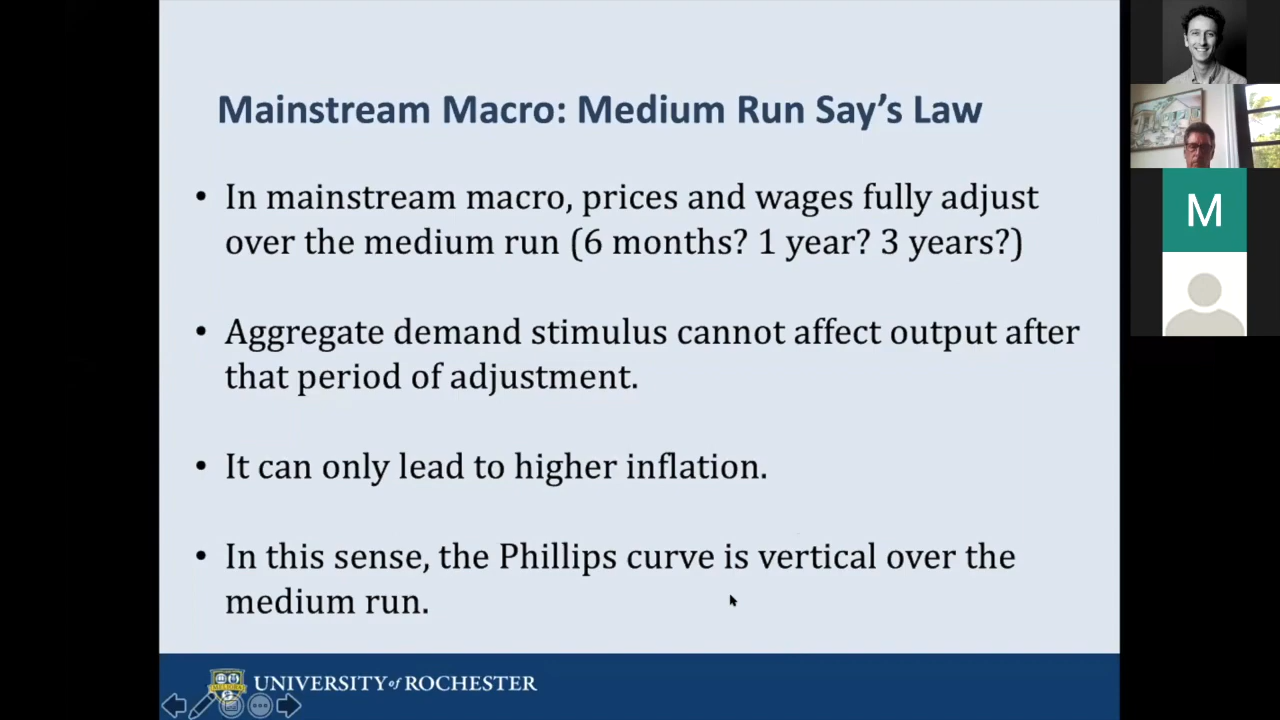 Mainstream Macro: Medium Run Say's Law
• In mainstream macro, prices and wages fully adjust
over the medium run (6 months? 1 year? 3 years?)
• Aggregate demand stimulus cannot affect output after
that period of adjustment.
• It can only lead to higher inflation.
• In this sense, the Phillips curve is vertical over the
medium run.
MELIORA
UNIVERSITY of ROCHESTER
M